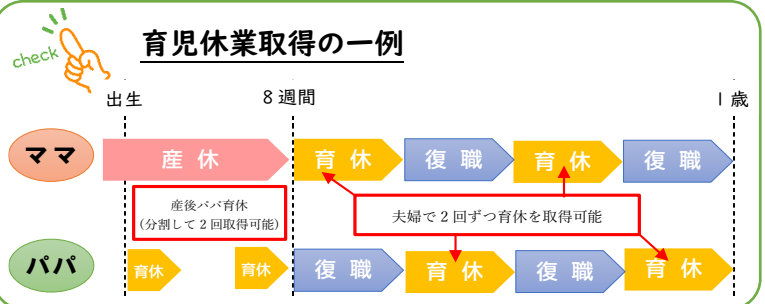 check
育児休業取得の一例
出生 8週間 1歳
ママ 産休 育休 復職 育休 復職
産後パパ育休
(分割して2回取得可能)
夫婦で2回ずつ育休を取得可能
パパ 育休 育休 復職 育休 復職 育休